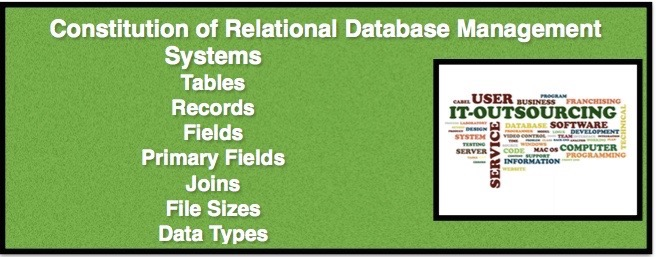 Constitution of Relational Database Management
Systems
Tables
Records
Fields
Primary Fields
Joins
File Sizes
Data Types
PROGRAM
CABEL USER BUSINESS FRANCHISING
IT-OUTSOURCING
DESIGN DATABASE SOFTWARE
SYSTEM VIDEO CONTROL TEAM DEVELOPMENT
TESTING WINDOWS
SERVER CODE MAC OS COMPUTER
SUPPORT PROGRAMMING
INFORMATION
WEBSITE
SERVICE
TECHNICAL